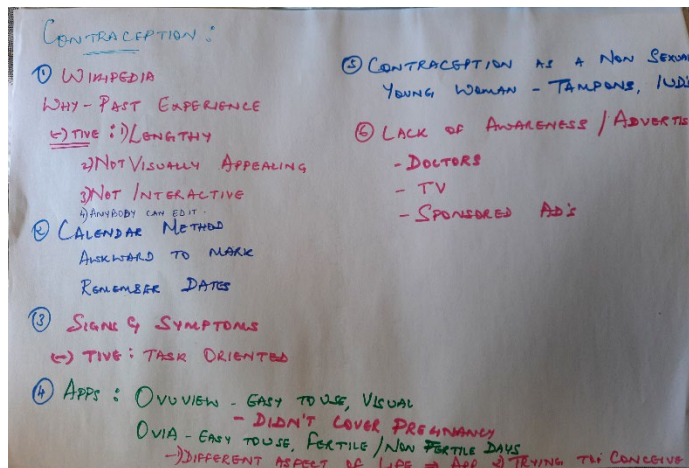 CONTRACEPTION :
① WIKIPEDIA
WHY - PAST EXPERIENCE
(-) TIVE : 1) LENGTHY
2) NOT VISUALLY APPEALING
3) NOT INTERACTIVE
4) ANYBODY CAN EDIT.
② CALENDAR METHOD
AWKWARD TO MARK
REMEMBER DATES
③ SIGNS & SYMPTOMS
(-) TIVE : TASK ORIENTED
④ APPS : OVUVIEW - EASY TO USE, VISUAL
- DIDN'T COVER PREGNANCY
OVIA - EASY TO USE, FERTILE / NON FERTILE DAYS
-1) DIFFERENT ASPECT OF LIFE → APP 2) TRYING TO CONCEIVE
⑤ CONTRACEPTION AS A NON SEXUA
YOUNG WOMAN - TAMPONS, IUD'S
⑥ LACK OF AWARENESS / ADVERTIS
- DOCTORS
- TV
- SPONSORED AD'S